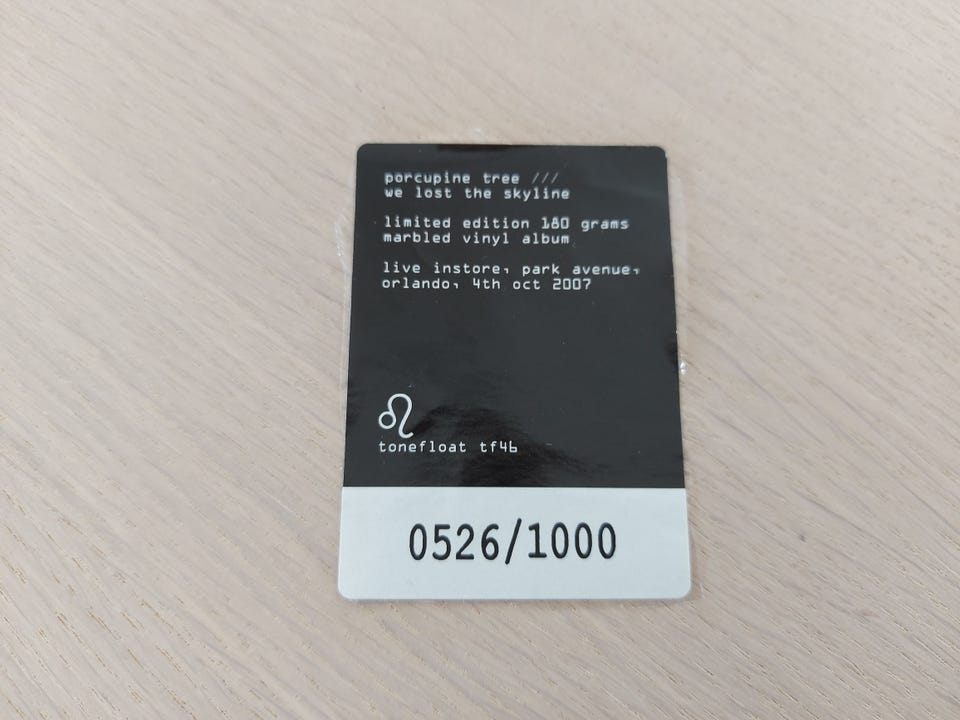 porcupine tree ///
we lost the skyline
limited edition 180 grams
marbled vinyl album
live instore, park avenue,
orlando, 4th oct 2007
tonefloat tf46
0526/1000